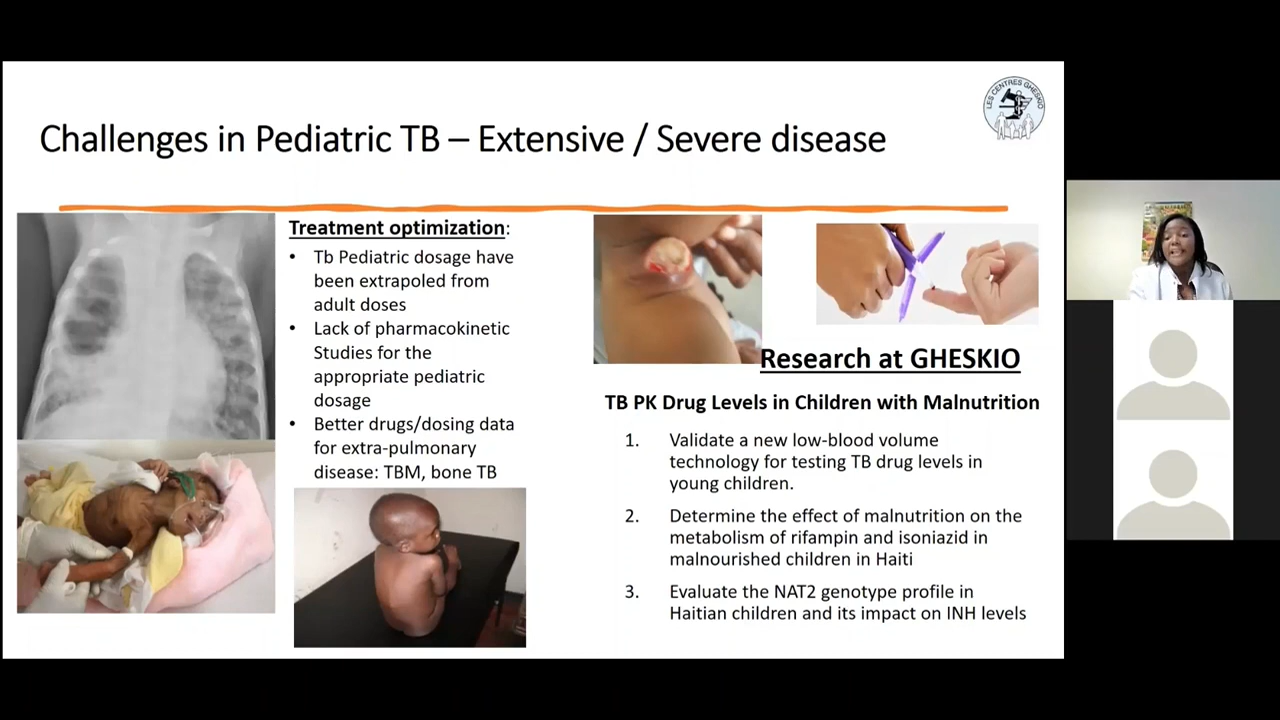 LES CENTRES GHESKIO
Challenges in Pediatric TB – Extensive / Severe disease
Treatment optimization:
• Tb Pediatric dosage have
been extrapoled from
adult doses
• Lack of pharmacokinetic
Studies for the
appropriate pediatric
dosage
• Better drugs/dosing data
for extra-pulmonary
disease: TBM, bone TB
Research at GHESKIO
TB PK Drug Levels in Children with Malnutrition
1. Validate a new low-blood volume
technology for testing TB drug levels in
young children.
2. Determine the effect of malnutrition on the
metabolism of rifampin and isoniazid in
malnourished children in Haiti
3. Evaluate the NAT2 genotype profile in
Haitian children and its impact on INH levels